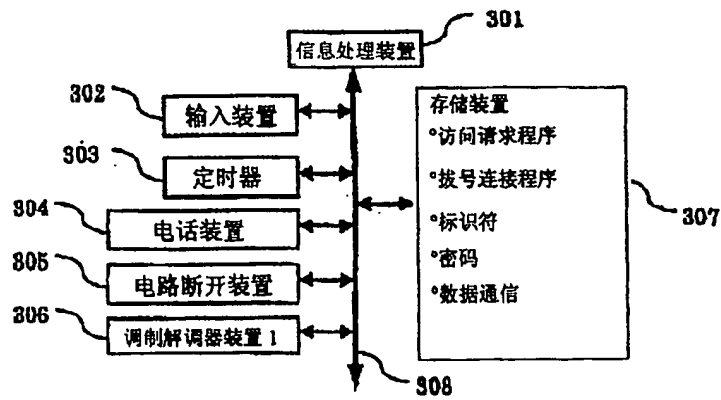 301
信息处理装置
302
输入装置
303
定时器
304
电话装置
305
电路断开装置
306
调制解调器装置1
存储装置
°访问请求程序
°拔号连接程序
°标识符
°密码
°数据通信
307
308